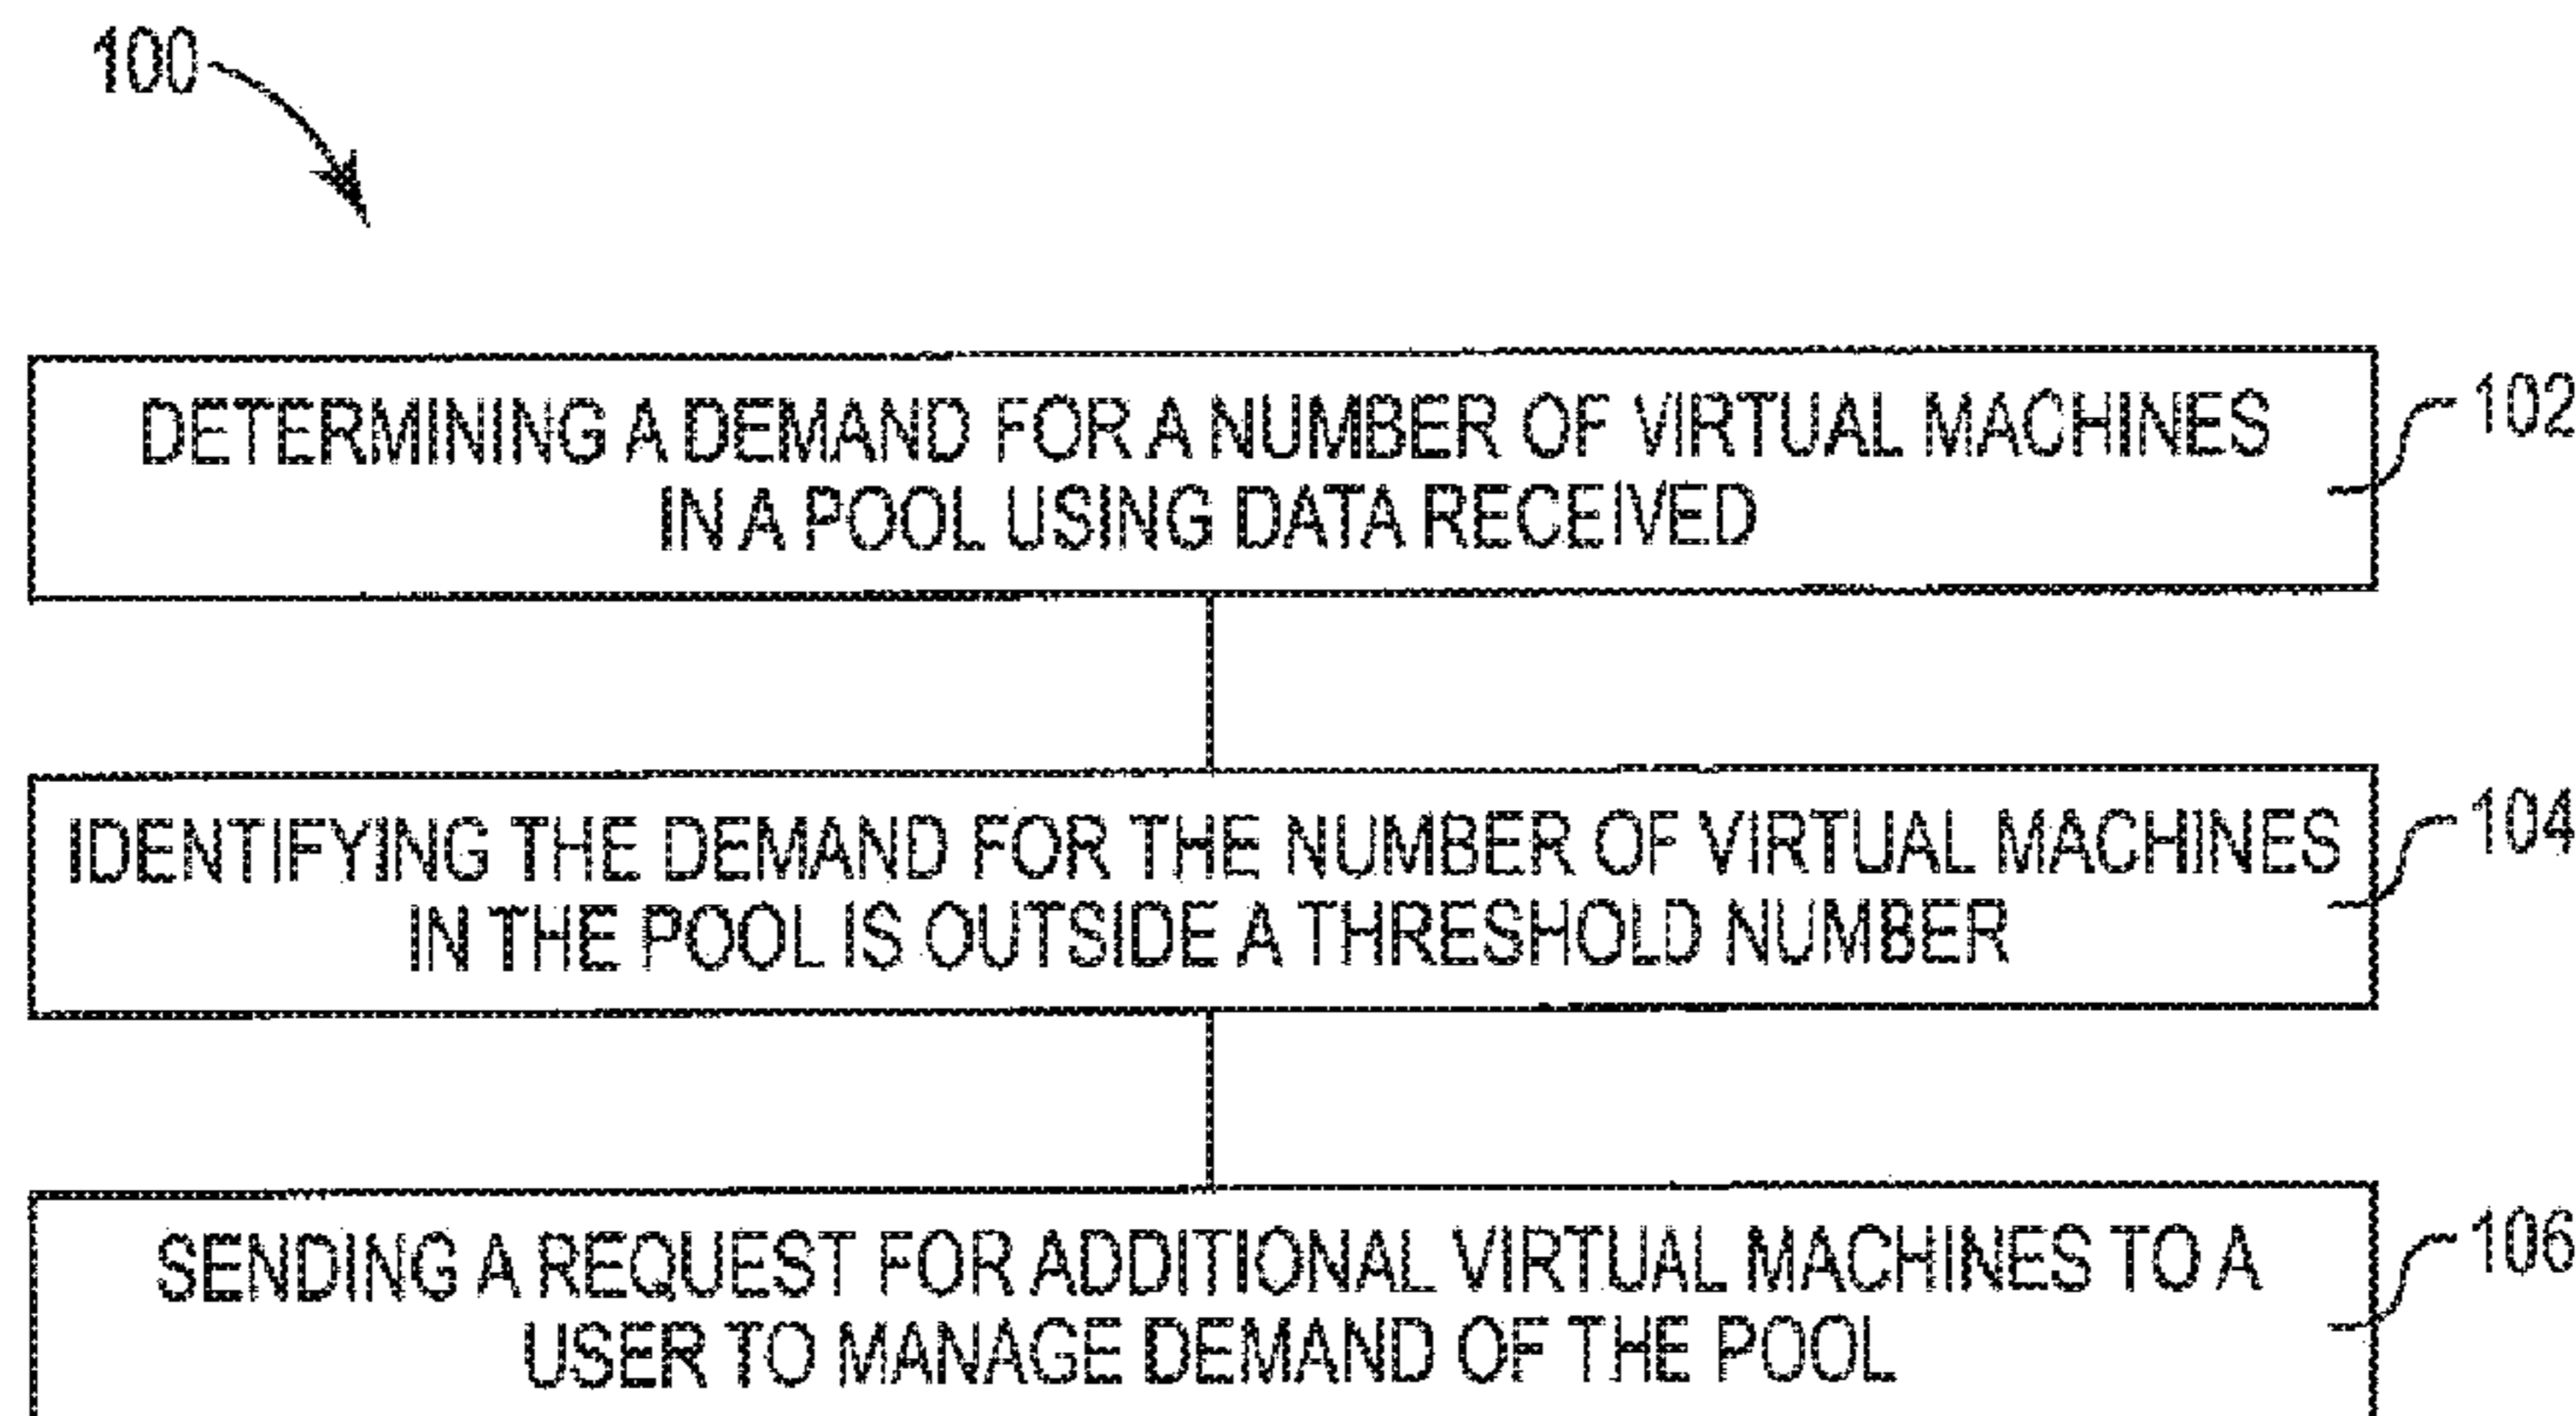 100
DETERMINING A DEMAND FOR A NUMBER OF VIRTUAL MACHINES
IN A POOL USING DATA RECEIVED
102
IDENTIFYING THE DEMAND FOR THE NUMBER OF VIRTUAL MACHINES
IN THE POOL IS OUTSIDE A THRESHOLD NUMBER
104
SENDING A REQUEST FOR ADDITIONAL VIRTUAL MACHINES TO A
USER TO MANAGE DEMAND OF THE POOL
106